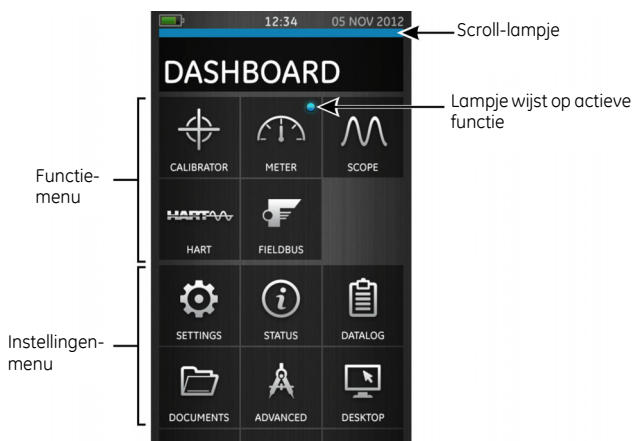 12:34 05 NOV 2012
Scroll-lampje
DASHBOARD
Lampje wijst op actieve
functie
CALIBRATOR METER SCOPE
Functie-
menu
HART
HART FIELDBUS
SETTINGS STATUS DATALOG
Instellingen-
menu
DOCUMENTS ADVANCED DESKTOP